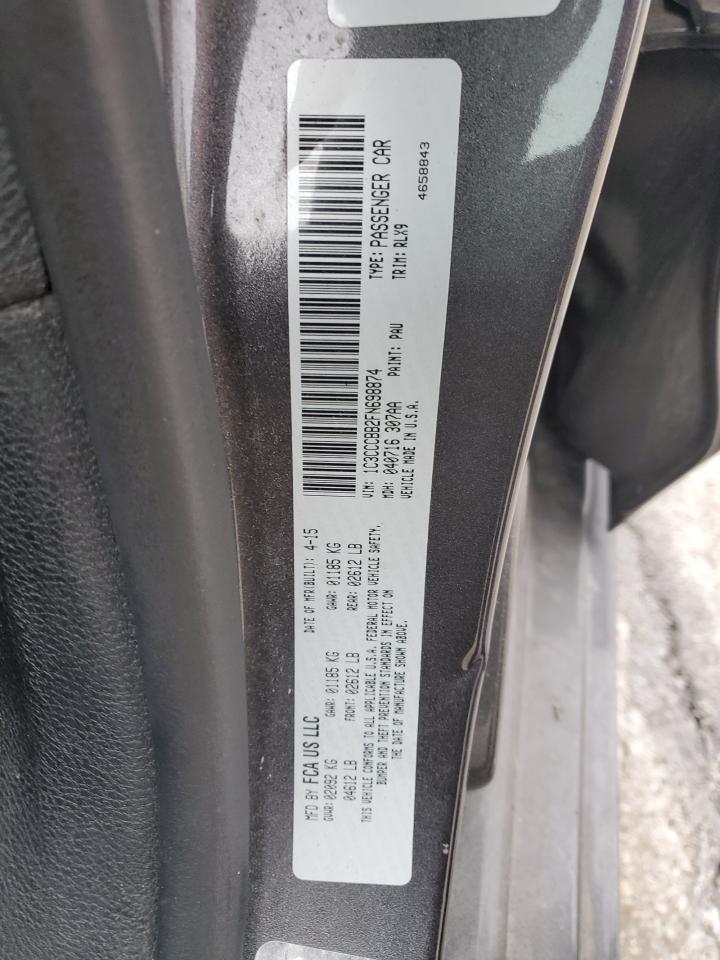 MFD BY FCA US LLC
DATE OF MFR(BUILT): 4-15
GVWR: 02092 KG
GAWR: 01185 KG
GAWR: 01185 KG
04612 LB
FRONT: 02612 LB
REAR: 02612 LB
THIS VEHICLE CONFORMS TO ALL APPLICABLE U.S.A. FEDERAL MOTOR VEHICLE SAFETY,
BUMPER AND THEFT PREVENTION STANDARDS IN EFFECT ON
THE DATE OF MANUFACTURE SHOWN ABOVE.
VIN: 1C3CCCBB2FN698874
TYPE: PASSENGER CAR
MDH: 040716 307AA
PAINT: PAU
TRIM: RLX9
VEHICLE MADE IN U.S.A.
4658843